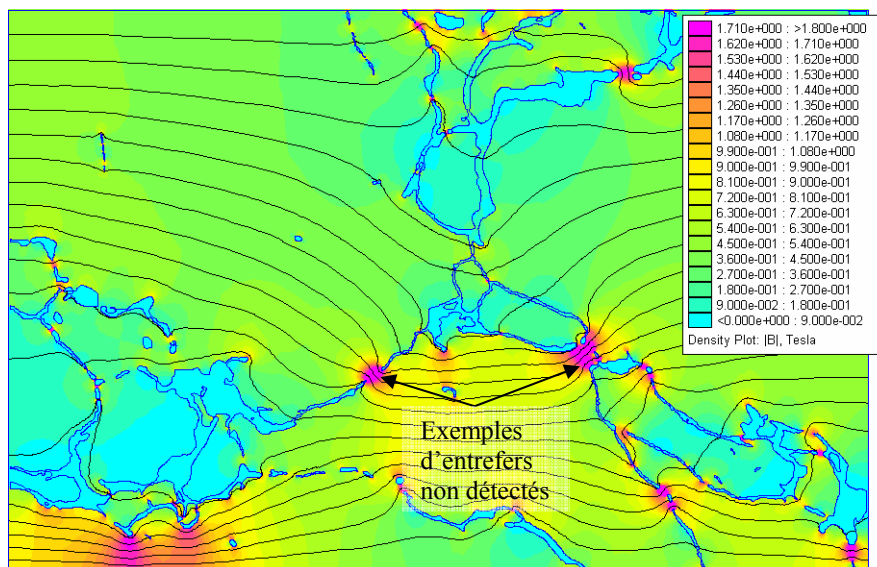 1.710e+000 : >1.800e+000
1.620e+000 : 1.710e+000
1.530e+000 : 1.620e+000
1.440e+000 : 1.530e+000
1.350e+000 : 1.440e+000
1.260e+000 : 1.350e+000
1.170e+000 : 1.260e+000
1.080e+000 : 1.170e+000
9.900e-001 : 1.080e+000
9.000e-001 : 9.900e-001
8.100e-001 : 9.000e-001
7.200e-001 : 8.100e-001
6.300e-001 : 7.200e-001
5.400e-001 : 6.300e-001
4.500e-001 : 5.400e-001
3.600e-001 : 4.500e-001
2.700e-001 : 3.600e-001
1.800e-001 : 2.700e-001
9.000e-002 : 1.800e-001
<0.000e+000 : 9.000e-002
Density Plot: |B|, Tesla
Exemples
d'entrefers
non détectés